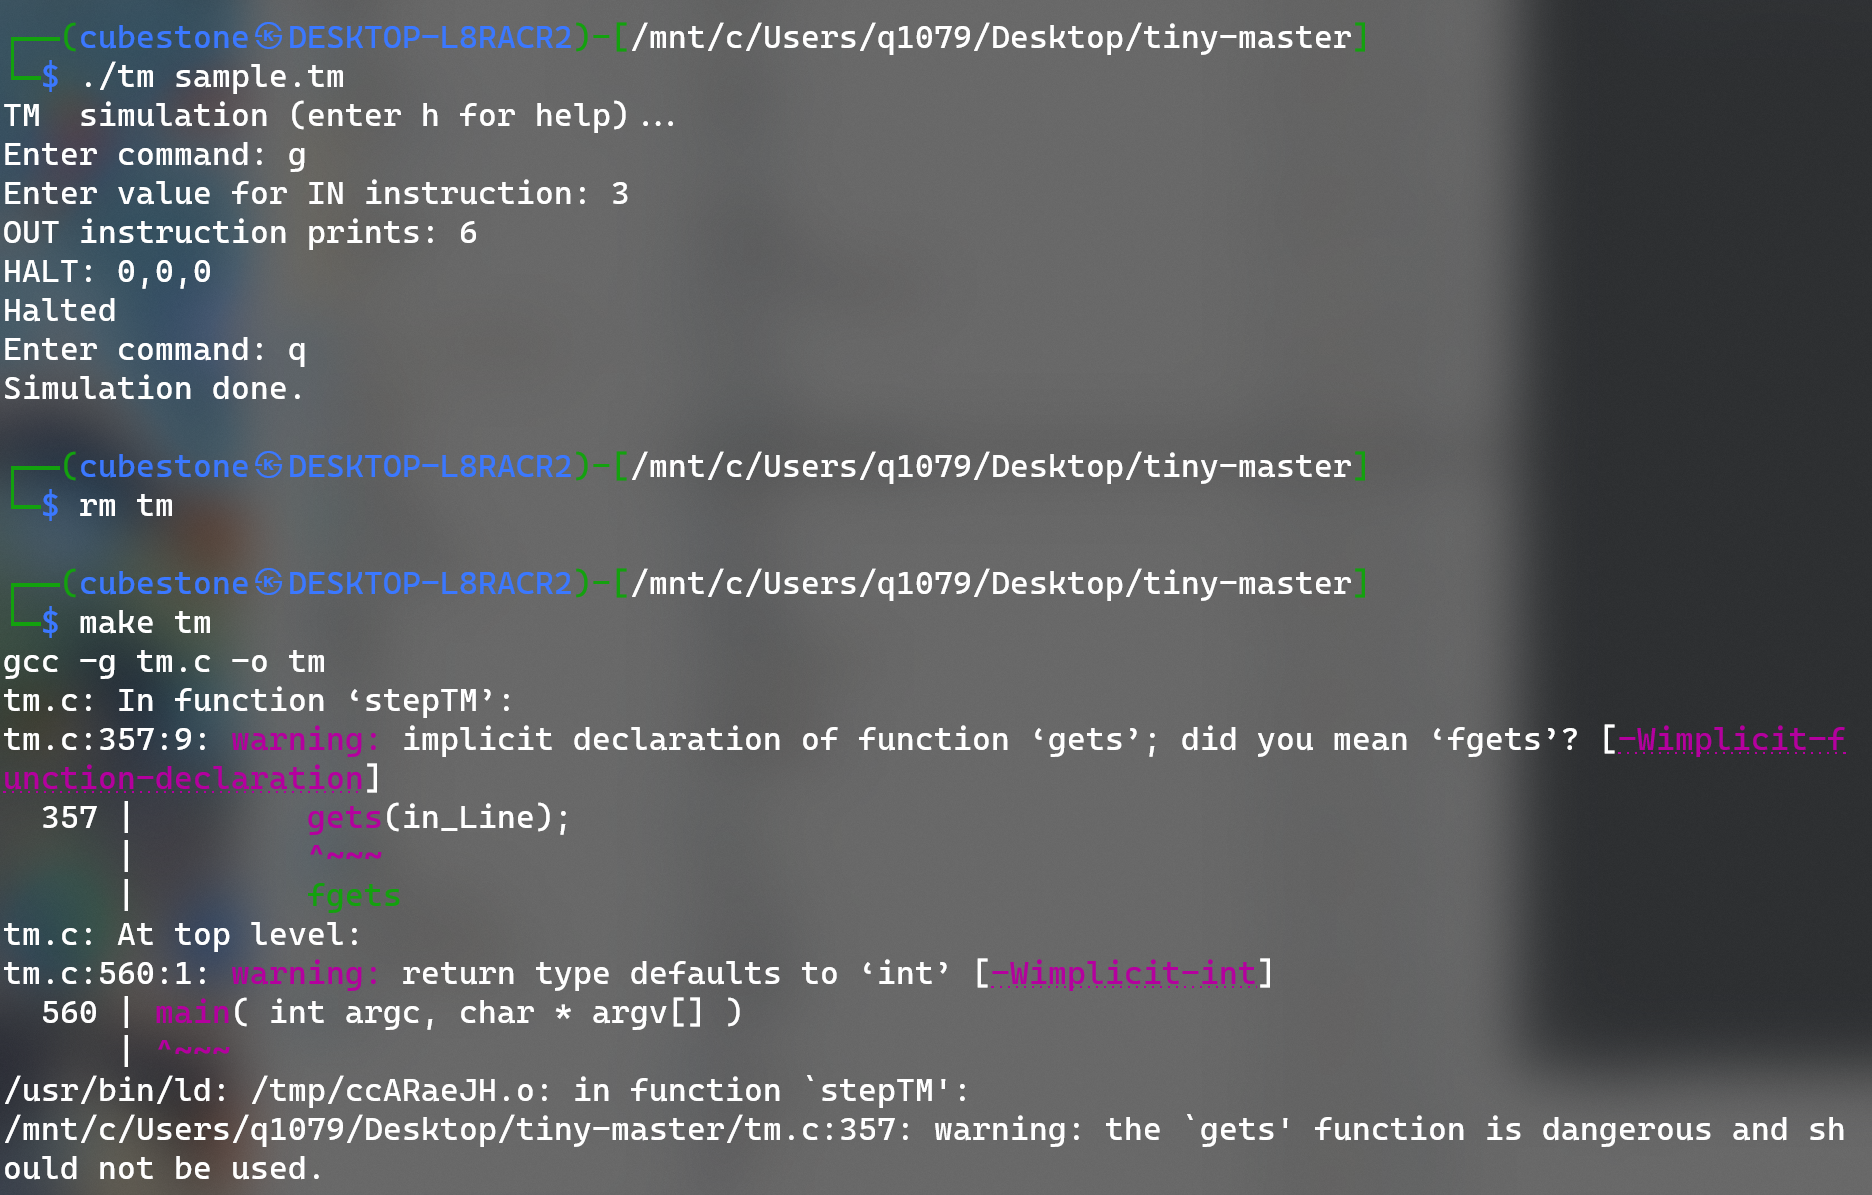 ┌──(cubestone㉿DESKTOP-L8RACR2)-[/mnt/c/Users/q1079/Desktop/tiny-master]
└─$ ./tm sample.tm
TM  simulation (enter h for help)...
Enter command: g
Enter value for IN instruction: 3
OUT instruction prints: 6
HALT: 0,0,0
Halted
Enter command: q
Simulation done.
┌──(cubestone㉿DESKTOP-L8RACR2)-[/mnt/c/Users/q1079/Desktop/tiny-master]
└─$ rm tm
┌──(cubestone㉿DESKTOP-L8RACR2)-[/mnt/c/Users/q1079/Desktop/tiny-master]
└─$ make tm
gcc -g tm.c -o tm
tm.c: In function ‘stepTM’:
tm.c:357:9: warning: implicit declaration of function ‘gets’; did you mean ‘fgets’? [-Wimplicit-f
unction-declaration]
  357 |         gets(in_Line);
      |         ^~~~
      |         fgets
tm.c: At top level:
tm.c:560:1: warning: return type defaults to ‘int’ [-Wimplicit-int]
  560 | main( int argc, char * argv[] )
      | ^~~~
/usr/bin/ld: /tmp/ccARaeJH.o: in function `stepTM':
/mnt/c/Users/q1079/Desktop/tiny-master/tm.c:357: warning: the `gets' function is dangerous and sh
ould not be used.